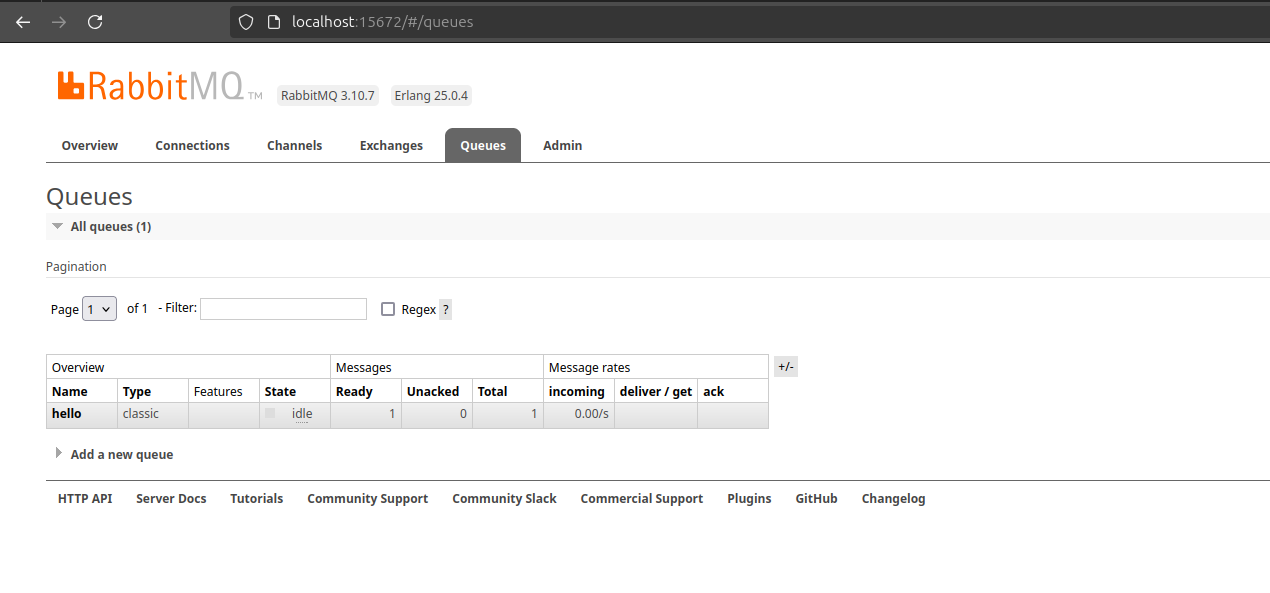 localhost:15672/#/queues
RabbitMQ TM RabbitMQ 3.10.7 Erlang 25.0.4
Overview Connections Channels Exchanges Queues Admin
Queues
All queues (1)
Pagination
Page 1 of 1 - Filter: Regex ?
Overview Messages Message rates +/-
Name Type Features State Ready Unacked Total incoming deliver / get ack
hello classic idle 1 0 1 0.00/s
Add a new queue
HTTP API Server Docs Tutorials Community Support Community Slack Commercial Support Plugins GitHub Changelog